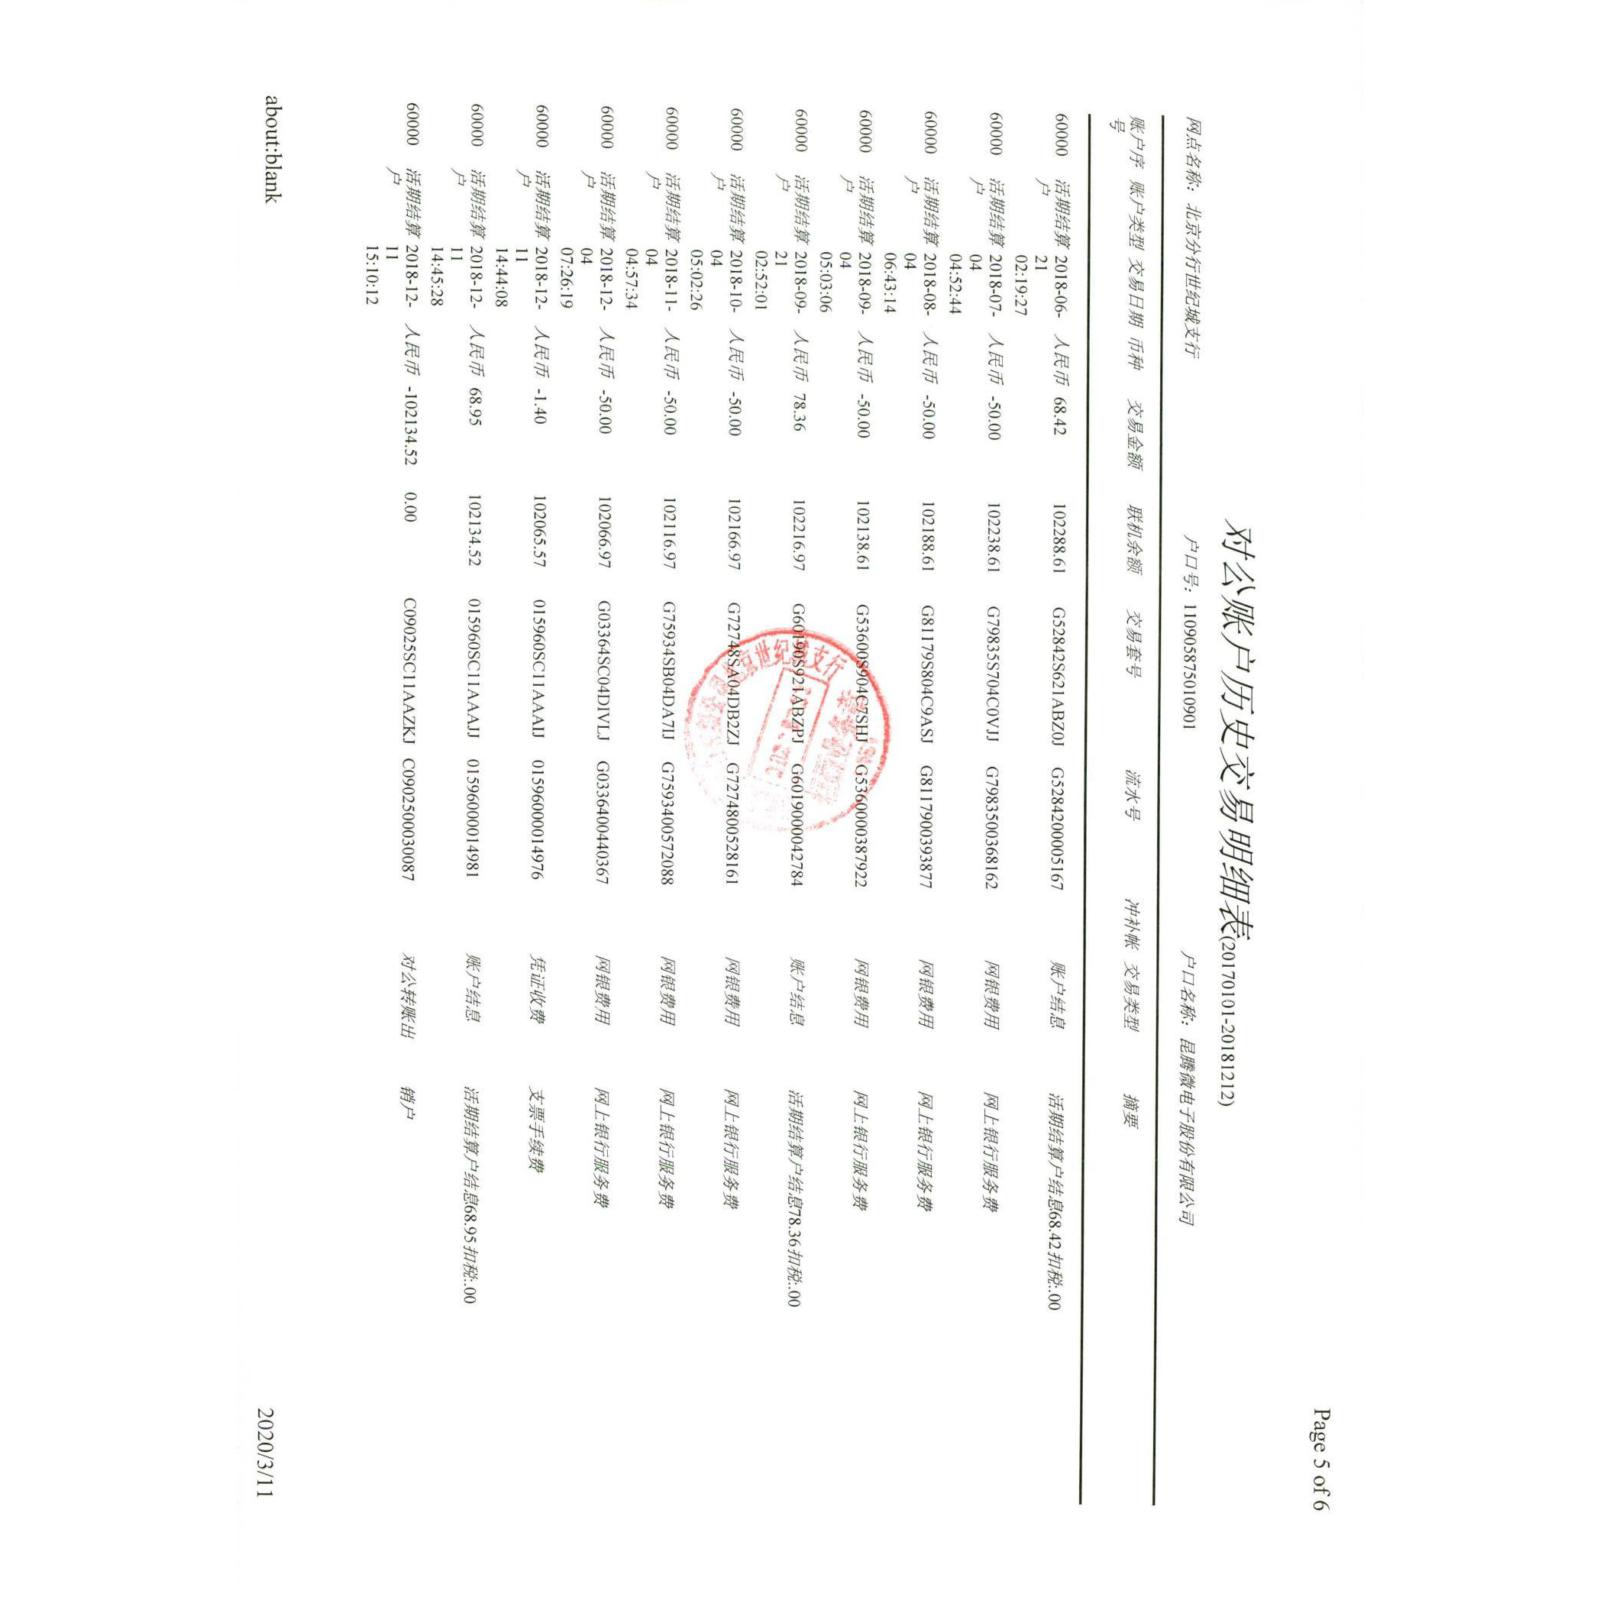 Page 5 of 6
对公账户历史交易明细表(20170101-20181212)
网点名称：北京分行世纪城支行 户口号：110905875010901 户口名称：昆腾微电子股份有限公司
账户序号 账户类型 交易日期 币种 交易金额 联机余额 交易套号 流水号 冲补帐 交易类型 摘要
60000 活期结算户 2018-06-21 02:19:27 人民币 68.42 102288.61 G52842S621ABZ0J G5284200005167 账户结息 活期结算户结息68.42扣税:.00
60000 活期结算户 2018-07-04 04:52:44 人民币 -50.00 102238.61 G79835S704C0VJJ G7983500368162 网银费用 网上银行服务费
60000 活期结算户 2018-08-04 06:43:14 人民币 -50.00 102188.61 G81179S804C9ASJ G8117900393877 网银费用 网上银行服务费
60000 活期结算户 2018-09-04 05:03:06 人民币 -50.00 102138.61 G53600S904C7SHJ G5360000387922 网银费用 网上银行服务费
60000 活期结算户 2018-09-21 02:52:01 人民币 78.36 102216.97 G60190S921ABZPJ G6019000042784 账户结息 活期结算户结息78.36扣税:.00
60000 活期结算户 2018-10-04 05:02:26 人民币 -50.00 102166.97 G72748SA04DB2ZJ G7274800528161 网银费用 网上银行服务费
60000 活期结算户 2018-11-04 04:57:34 人民币 -50.00 102116.97 G75934SB04DA7IJ G7593400572088 网银费用 网上银行服务费
60000 活期结算户 2018-12-04 07:26:19 人民币 -50.00 102066.97 G03364SC04DIVLJ G0336400440367 网银费用 网上银行服务费
60000 活期结算户 2018-12-11 14:44:08 人民币 -1.40 102065.57 015960SC11AAAIJ 0159600014976 凭证收费 支票手续费
60000 活期结算户 2018-12-11 14:45:28 人民币 68.95 102134.52 015960SC11AAAJJ 0159600014981 账户结息 活期结算户结息68.95扣税:.00
60000 活期结算户 2018-12-11 15:10:12 人民币 -102134.52 0.00 C09025SC11AAZKJ C0902500030087 对公转账出 销户
about:blank 2020/3/11